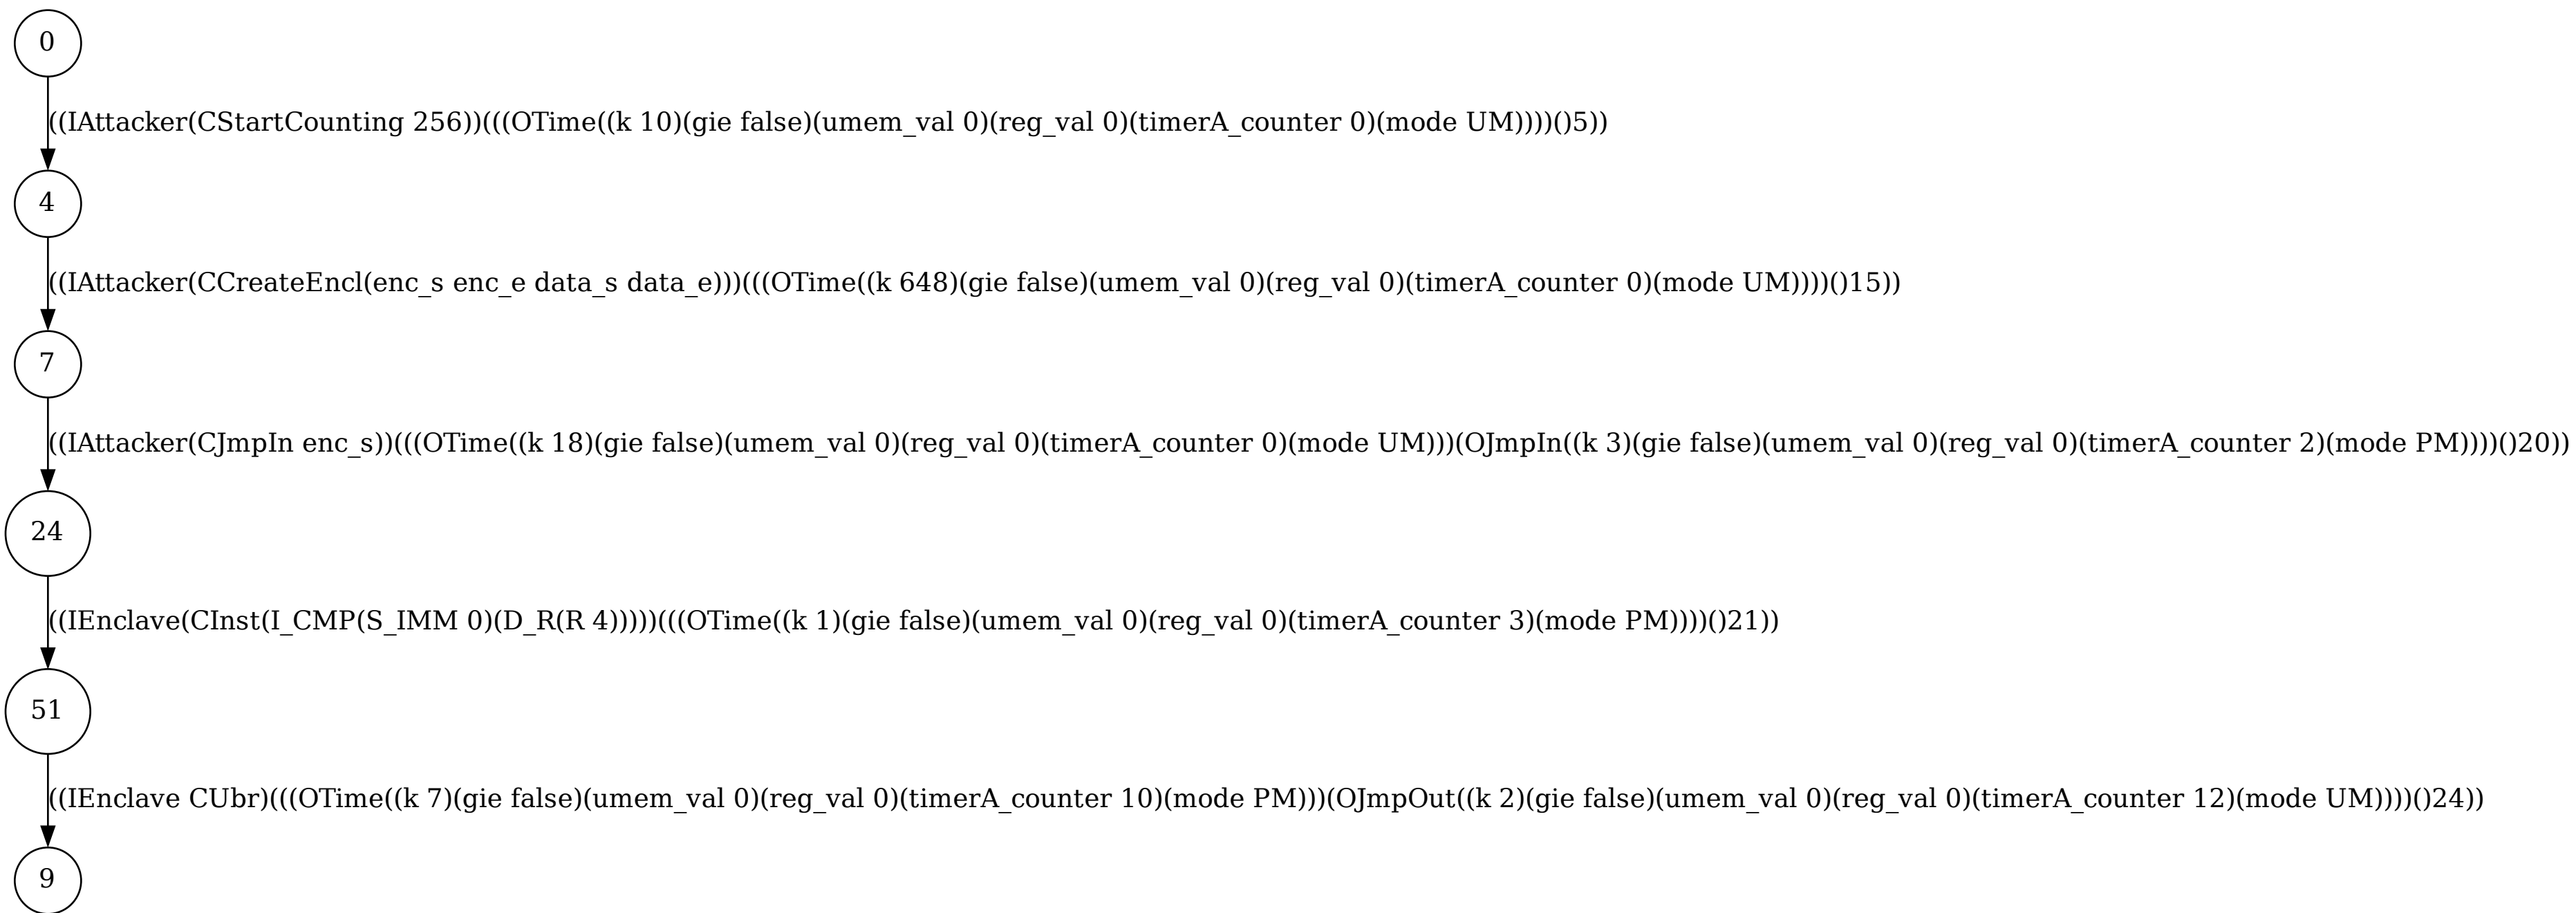 0
((IAttacker(CStartCounting 256))(((OTime((k 10)(gie false)(umem_val 0)(reg_val 0)(timerA_counter 0)(mode UM))))()5))
4
((IAttacker(CCreateEncl(enc_s enc_e data_s data_e)))(((OTime((k 648)(gie false)(umem_val 0)(reg_val 0)(timerA_counter 0)(mode UM))))()15))
7
((IAttacker(CJmpIn enc_s))(((OTime((k 18)(gie false)(umem_val 0)(reg_val 0)(timerA_counter 0)(mode UM)))(OJmpIn((k 3)(gie false)(umem_val 0)(reg_val 0)(timerA_counter 2)(mode PM))))()20))
24
((IEnclave(CInst(I_CMP(S_IMM 0)(D_R(R 4)))))(((OTime((k 1)(gie false)(umem_val 0)(reg_val 0)(timerA_counter 3)(mode PM))))()21))
51
((IEnclave CUbr)(((OTime((k 7)(gie false)(umem_val 0)(reg_val 0)(timerA_counter 10)(mode PM)))(OJmpOut((k 2)(gie false)(umem_val 0)(reg_val 0)(timerA_counter 12)(mode UM))))()24))
9